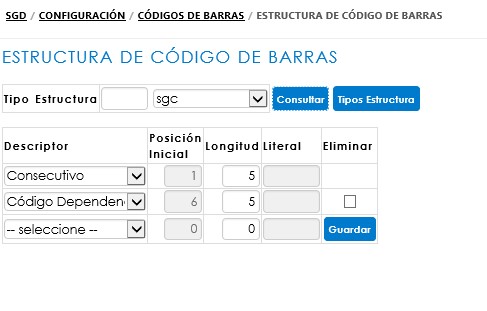 SGD / CONFIGURACIÓN / CÓDIGOS DE BARRAS / ESTRUCTURA DE CÓDIGO DE BARRAS
ESTRUCTURA DE CÓDIGO DE BARRAS
Tipo Estructura sgc Consultar Tipos Estructura
Descriptor Posición Inicial Longitud Literal Eliminar
Consecutivo 1 5
Código Dependen 6 5
-- seleccione -- 0 0 Guardar